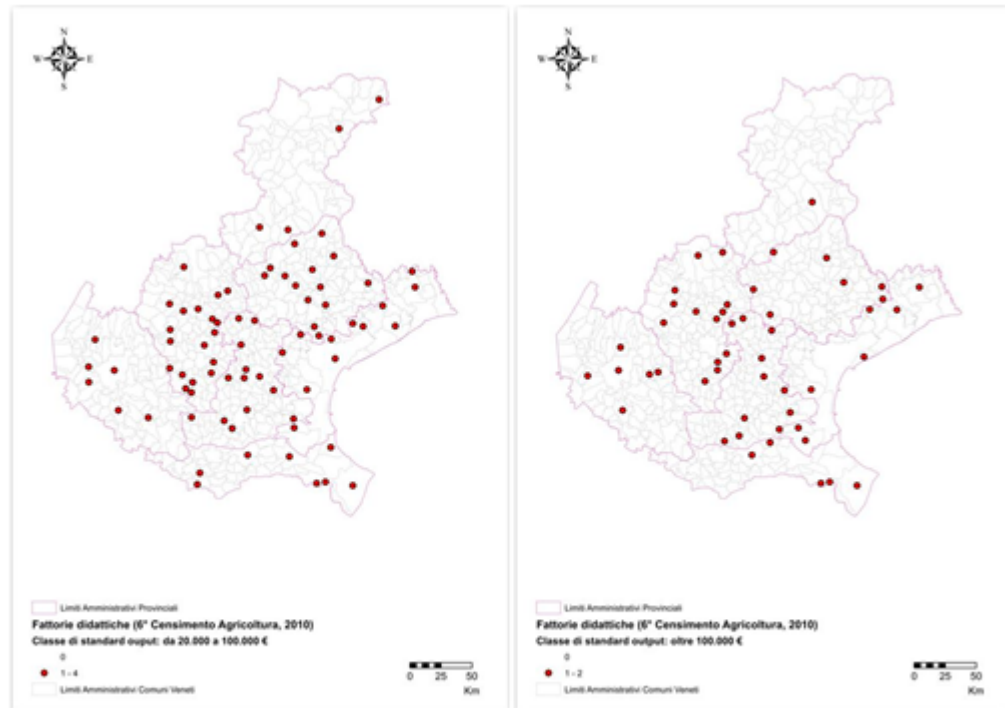 N
W E
S
Limiti Amministrativi Provinciali
Fattorie didattiche (6° Censimento Agricoltura, 2010)
Classe di standard ouput: da 20.000 a 100.000 €
0
1 - 4
Limiti Amministrativi Comuni Veneti
0 25 50
Km
N
W E
S
Limiti Amministrativi Provinciali
Fattorie didattiche (6° Censimento Agricoltura, 2010)
Classe di standard output: oltre 100.000 €
0
1 - 2
Limiti Amministrativi Comuni Veneti
0 25 50
Km